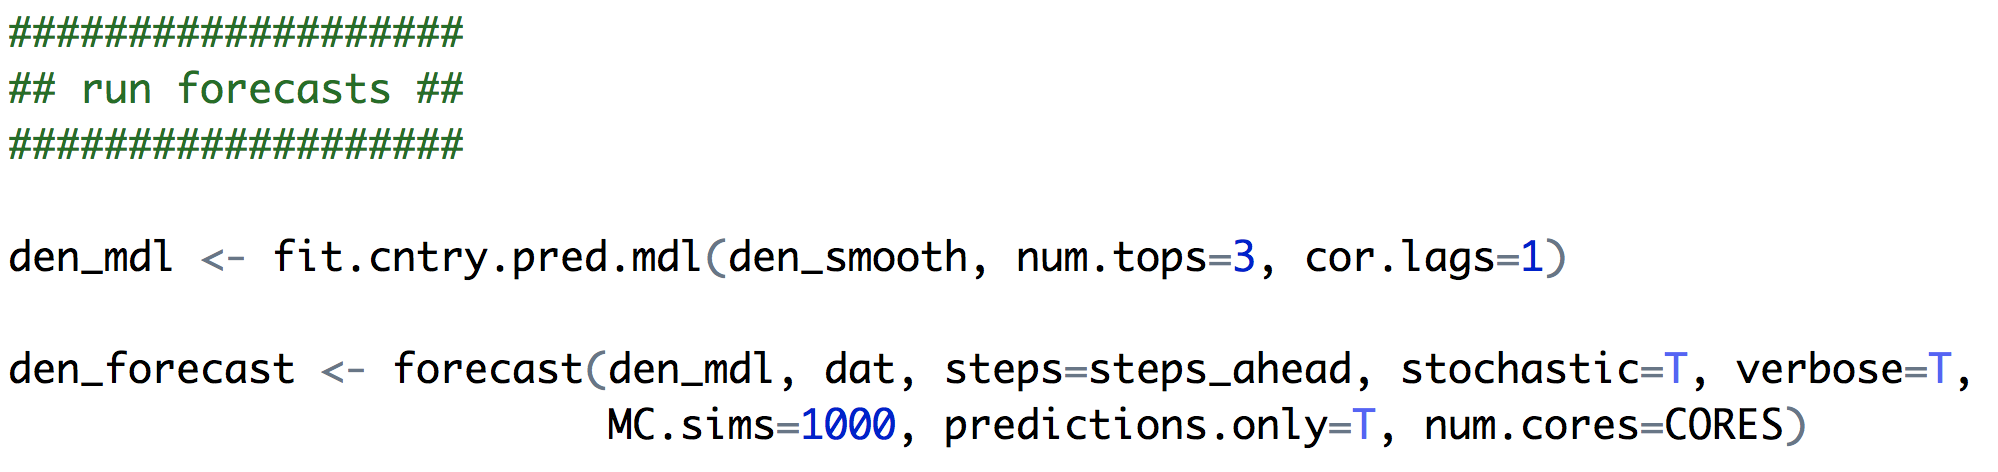 ###################
## run forecasts ##
###################
den_mdl <- fit.cntry.pred.mdl(den_smooth, num.tops=3, cor.lags=1)
den_forecast <- forecast(den_mdl, dat, steps=steps_ahead, stochastic=T, verbose=T,
MC.sims=1000, predictions.only=T, num.cores=CORES)